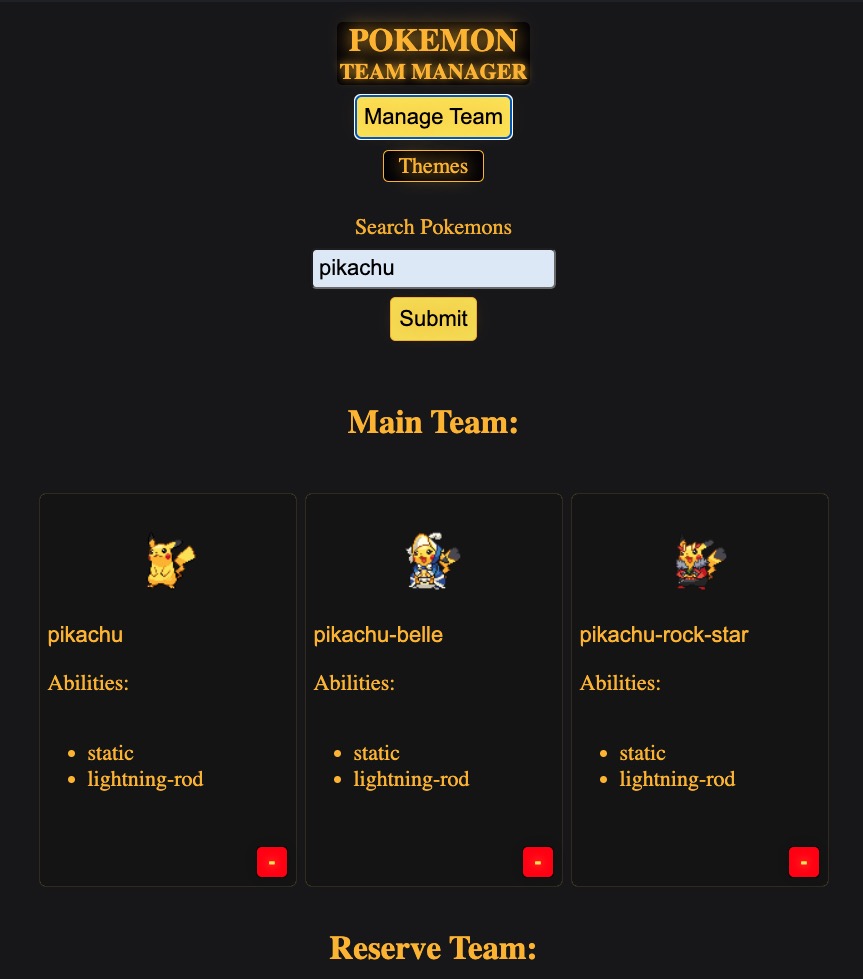 POKEMON
TEAM MANAGER
Manage Team
Themes
Search Pokemons
pikachu
Submit
Main Team:
pikachu
Abilities:
• static
• lightning-rod
-
pikachu-belle
Abilities:
• static
• lightning-rod
-
pikachu-rock-star
Abilities:
• static
• lightning-rod
-
Reserve Team: